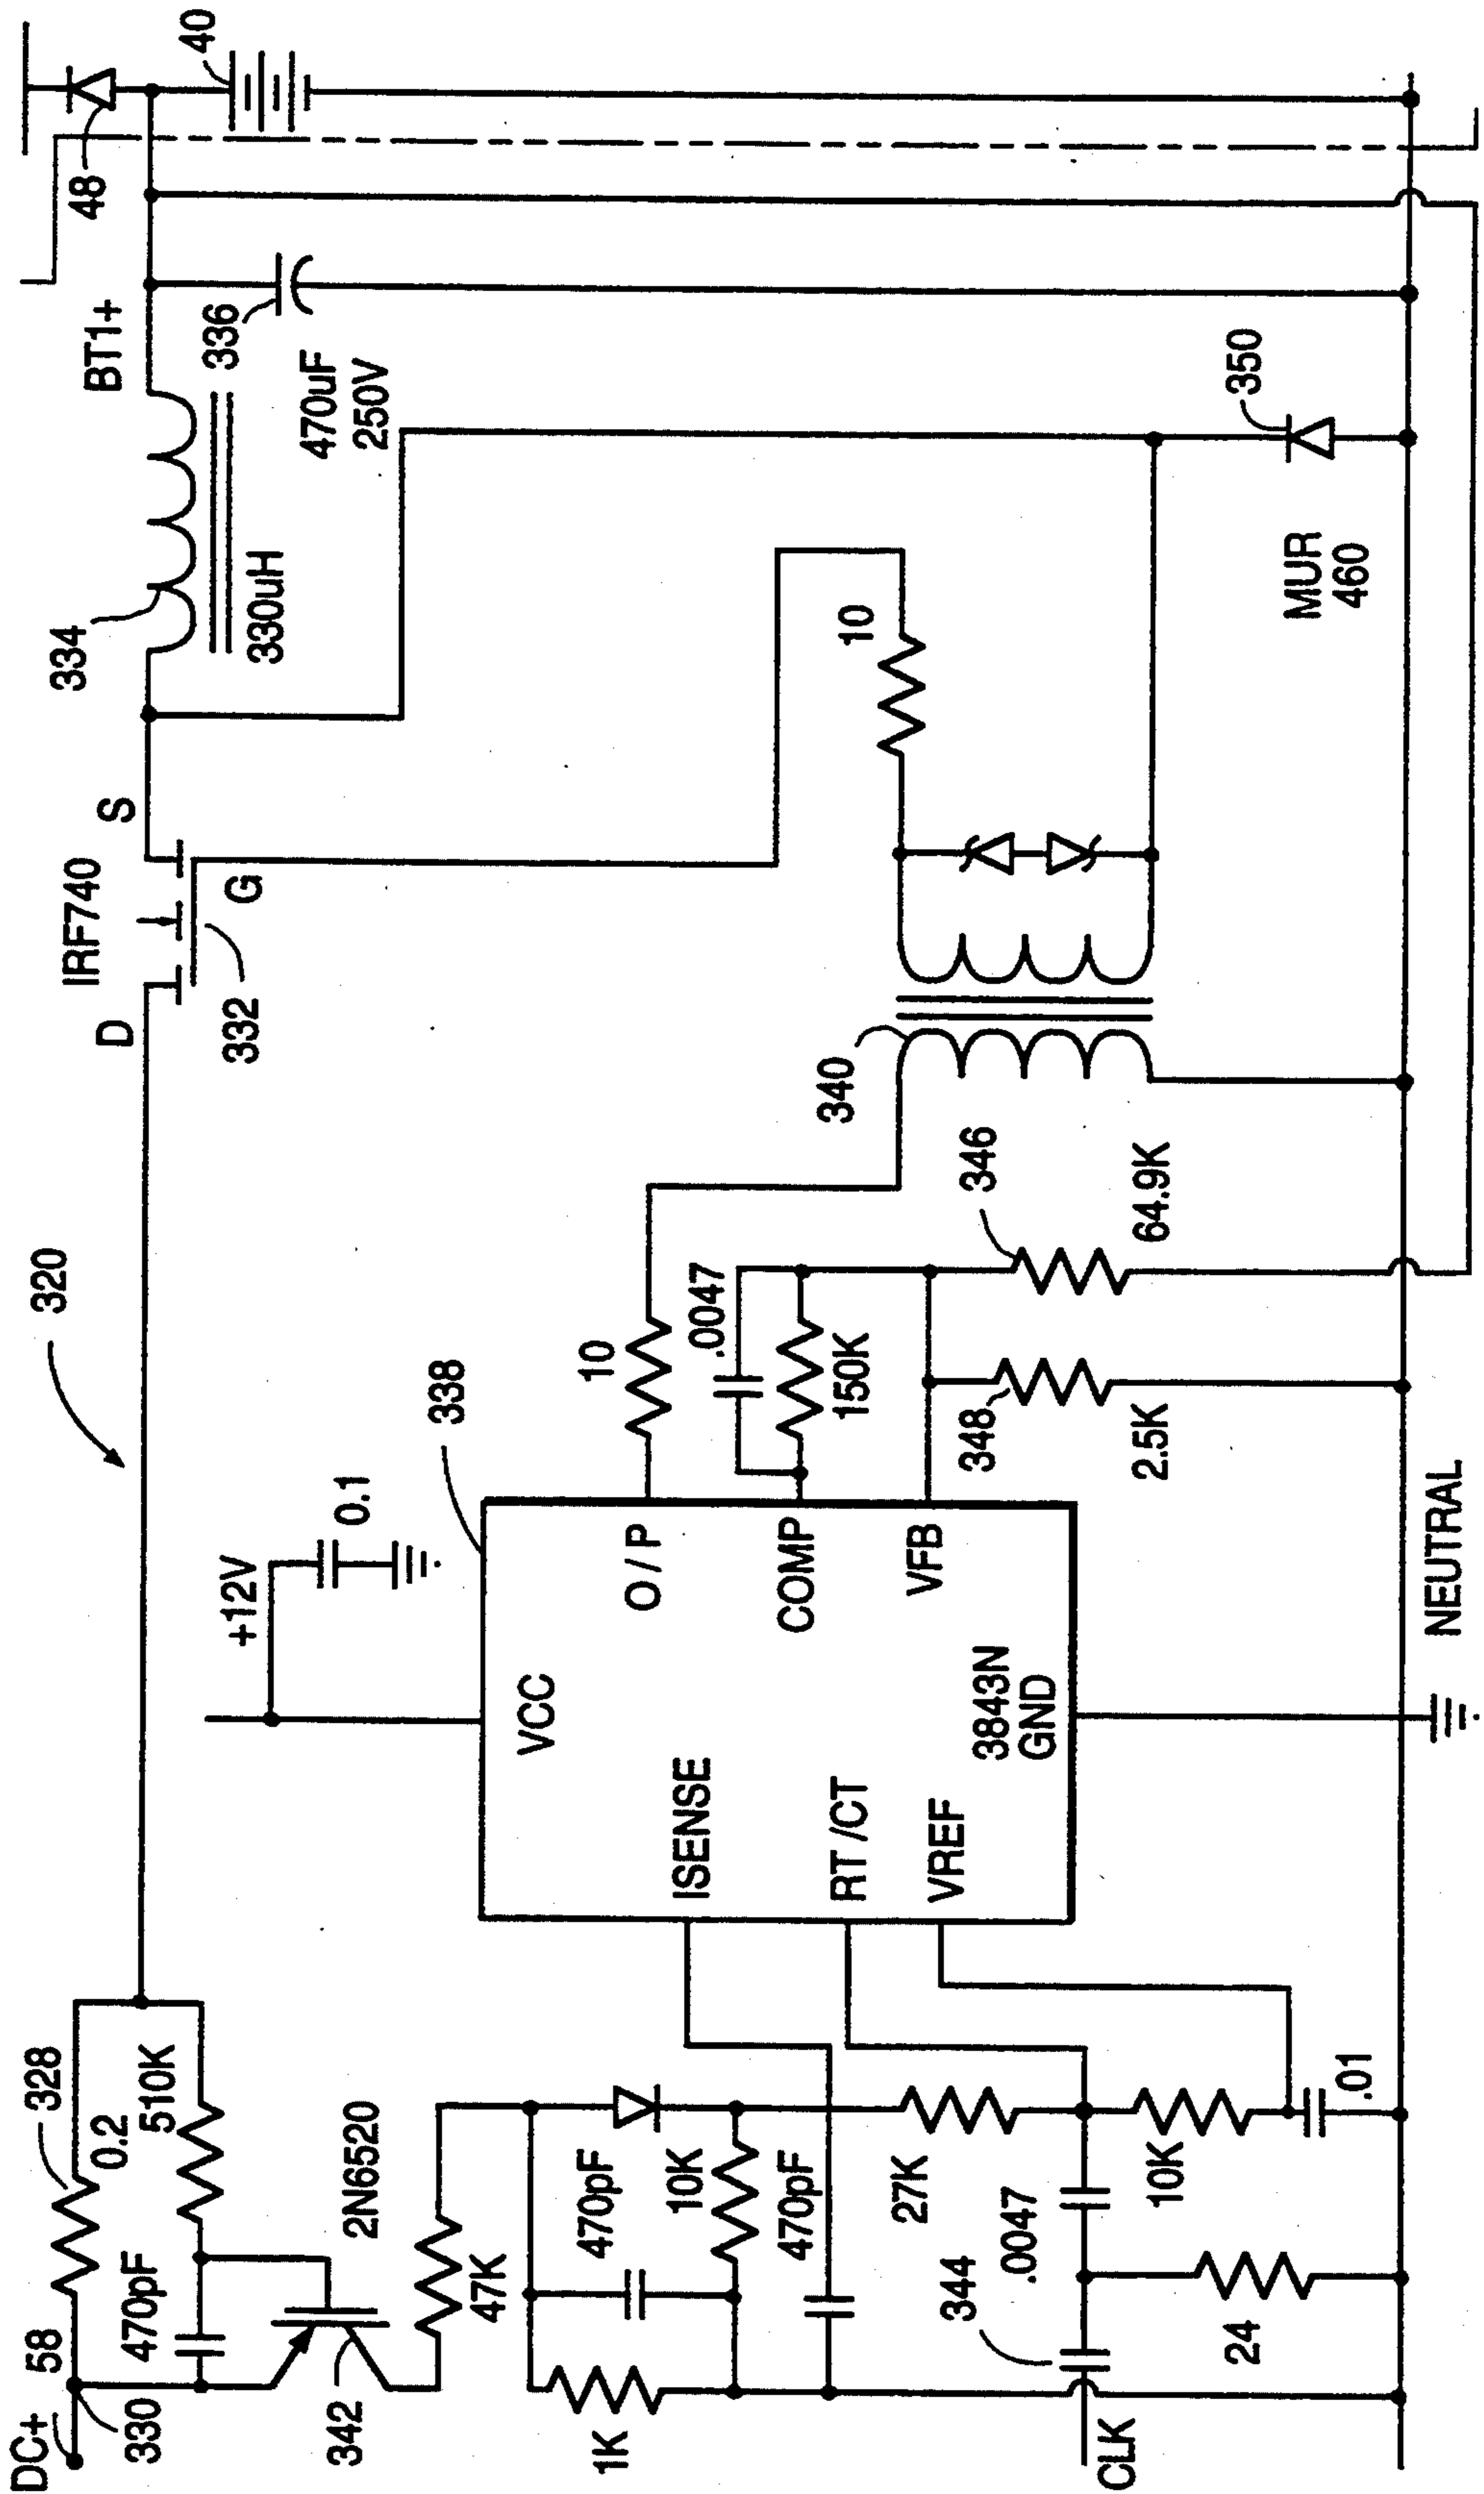 320
DC+
58
330
328
0.2
510K
470pF
2N6520
342
47K
1K
470pF
10K
470pF
27K
344
.0047
10K
24
.01
CLK
+12V
0.1
338
VCC
ISENSE
RT/CT
VREF
3843N
GND
O/P
COMP
VFB
10
.0047
150K
346
64.9K
348
2.5K
NEUTRAL
340
10
IRF740
D
S
G
332
334
330uH
BT1+
336
470uF
250V
MUR
460
350
48
40